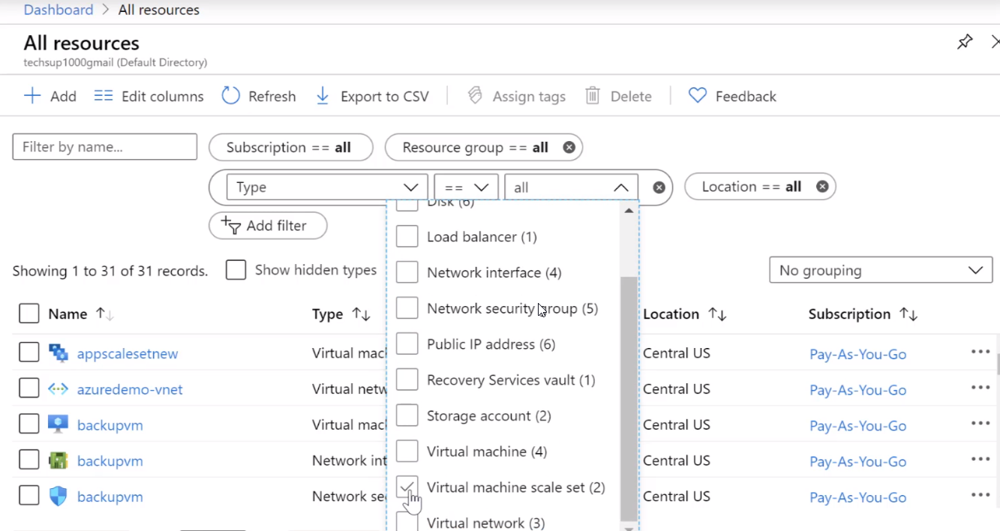 Dashboard > All resources
All resources
techsup1000gmail (Default Directory)
Add Edit columns Refresh Export to CSV Assign tags Delete Feedback
Filter by name... Subscription == all Resource group == all
Type == all Location == all
Add filter
Disk (6)
Load balancer (1)
Network interface (4)
Network security group (5)
Public IP address (6)
Recovery Services vault (1)
Storage account (2)
Virtual machine (4)
Virtual machine scale set (2)
Virtual network (3)
Showing 1 to 31 of 31 records. Show hidden types No grouping
Name Type Location Subscription
appscalesetnew Virtual mac Central US Pay-As-You-Go
azuredemo-vnet Virtual netw Central US Pay-As-You-Go
backupvm Virtual mac Central US Pay-As-You-Go
backupvm Network int Central US Pay-As-You-Go
backupvm Network se Central US Pay-As-You-Go